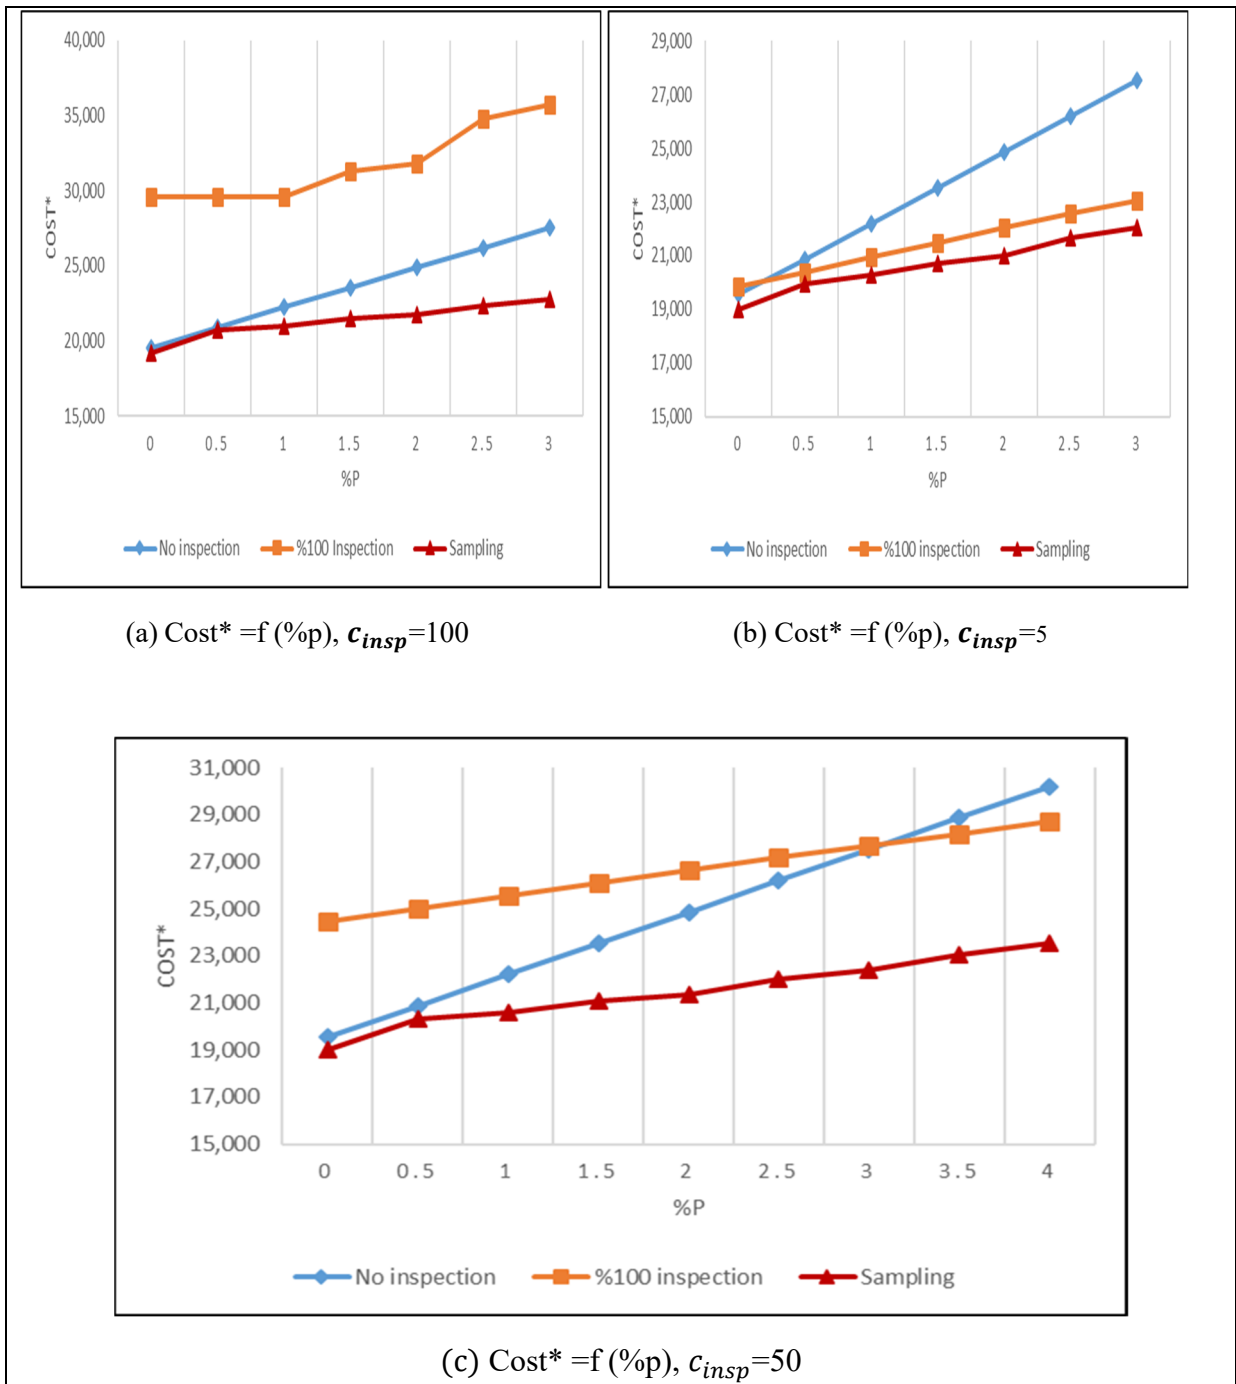 40,000
35,000
30,000
25,000
20,000
15,000
COST*
0 0.5 1 1.5 2 2.5 3
%P
No inspection %100 Inspection Sampling
29,000
27,000
25,000
23,000
21,000
19,000
17,000
15,000
COST*
0 0.5 1 1.5 2 2.5 3
%P
No inspection %100 inspection Sampling
(a) Cost* =f (%p), c_insp=100
(b) Cost* =f (%p), c_insp=5
31,000
29,000
27,000
25,000
23,000
21,000
19,000
17,000
15,000
COST*
0 0.5 1 1.5 2 2.5 3 3.5 4
%P
No inspection %100 inspection Sampling
(c) Cost* =f (%p), c_insp=50